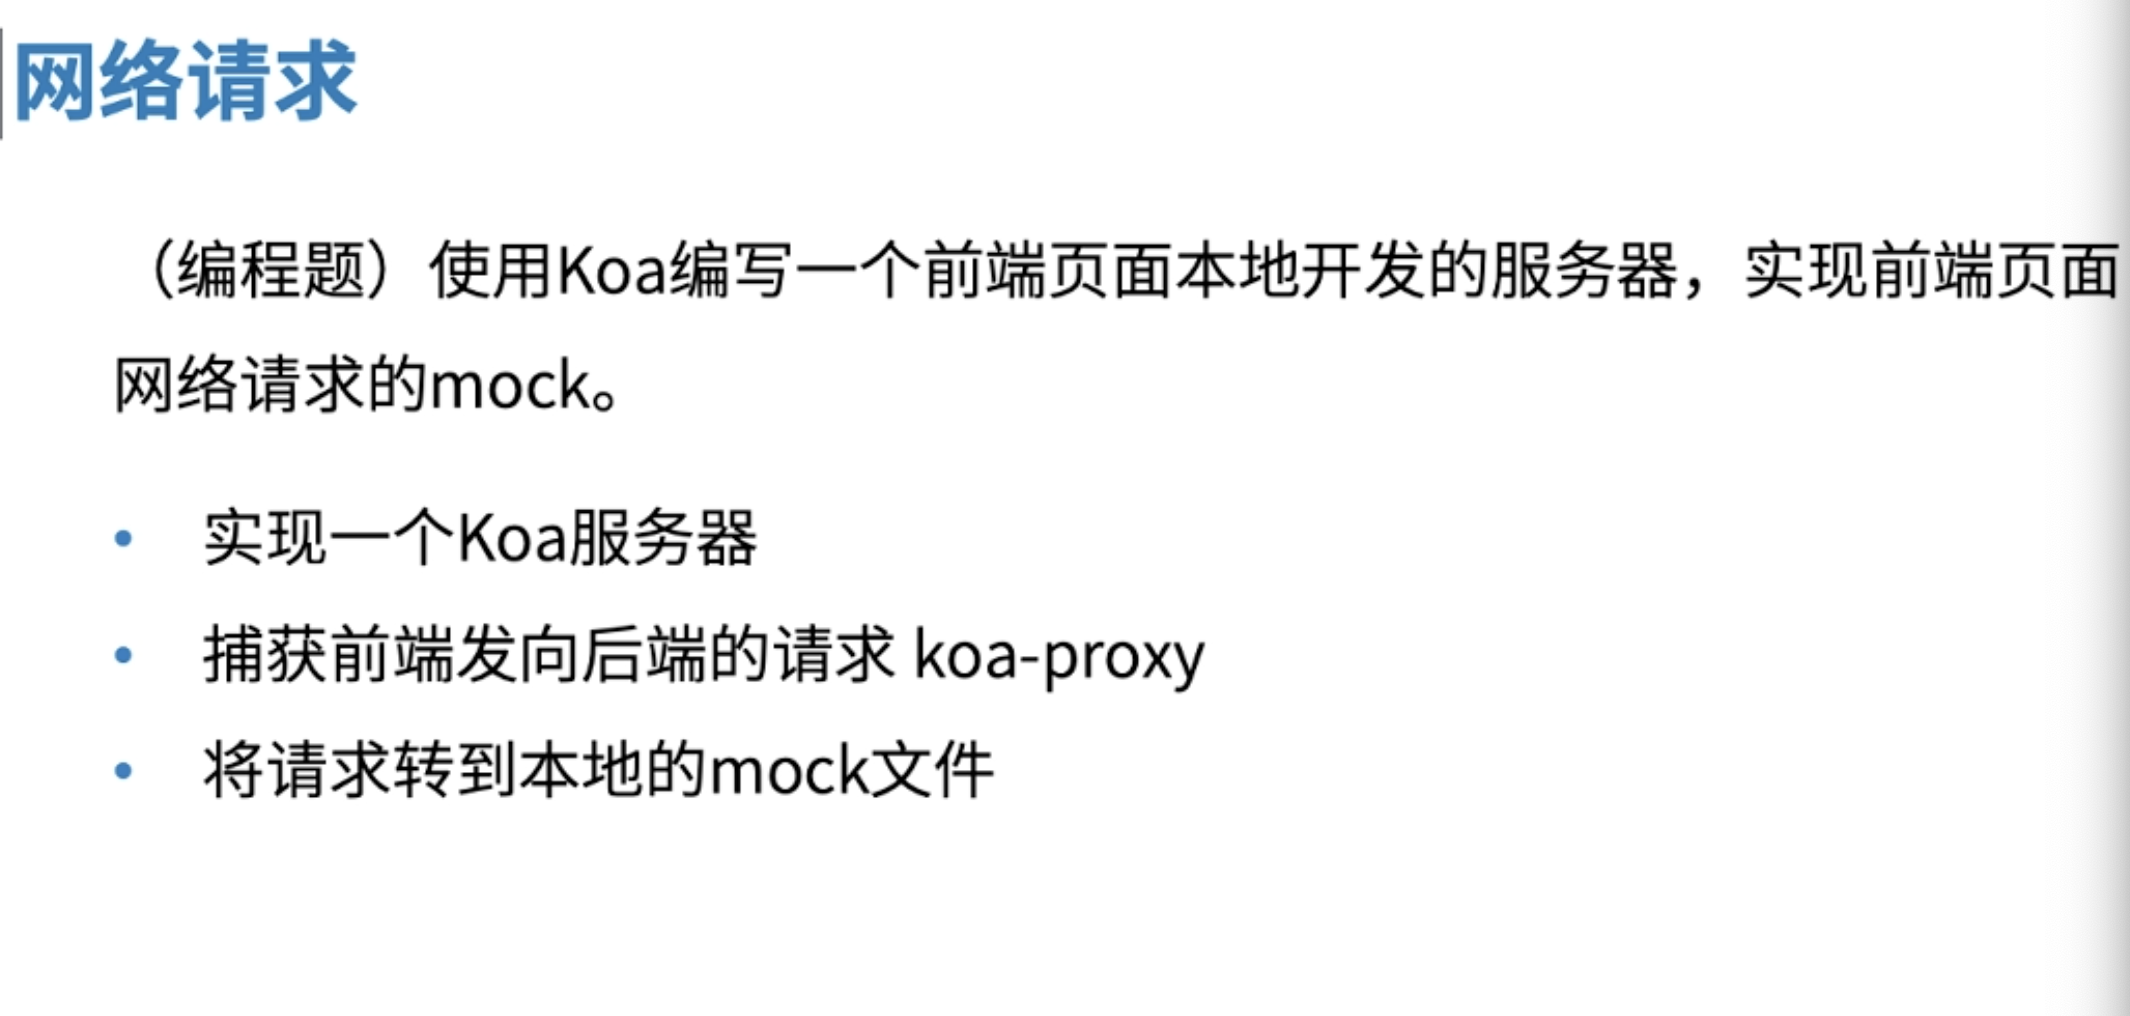 网络请求
（编程题）使用Koa编写一个前端页面本地开发的服务器，实现前端页面
网络请求的mock。
• 实现一个Koa服务器
• 捕获前端发向后端的请求 koa-proxy
• 将请求转到本地的mock文件